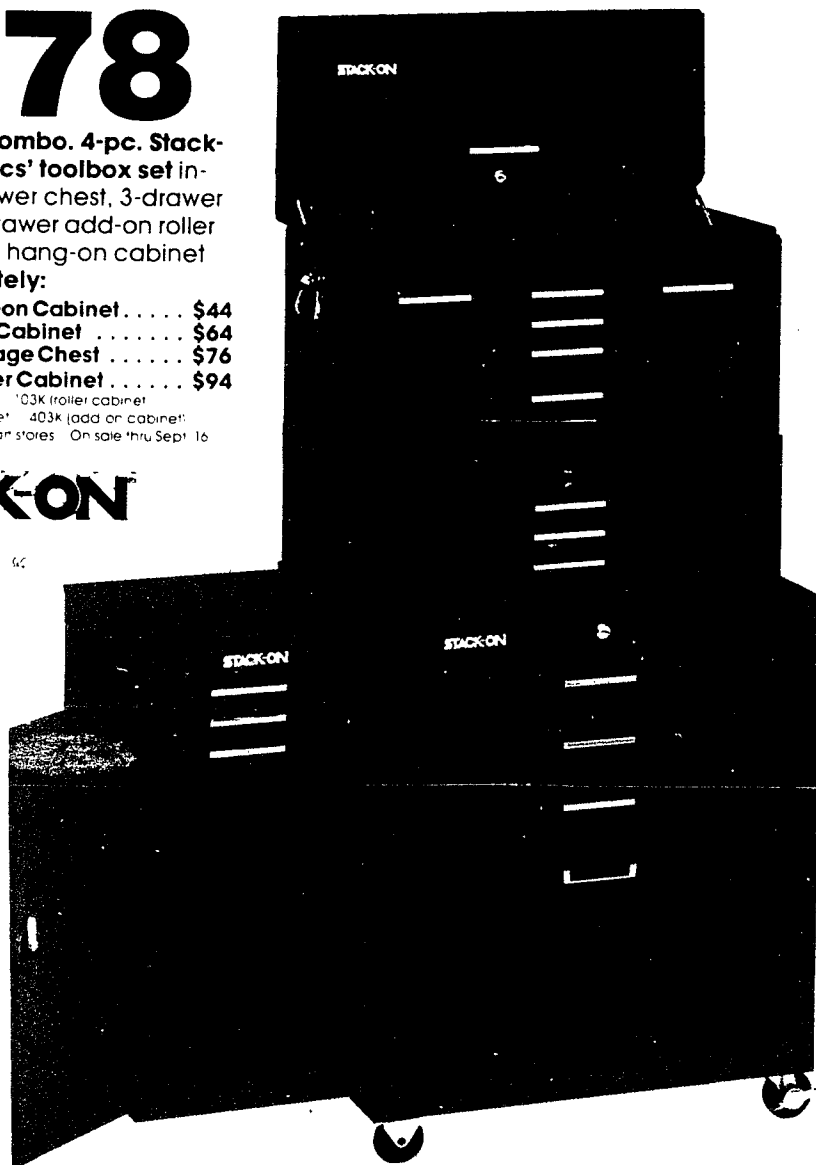 78
ombo. 4-pc. Stack-
cs' toolbox set in-
wer chest, 3-drawer
rawer add-on roller
hang-on cabinet
tely:
-on Cabinet..... $44
Cabinet ....... $64
age Chest ...... $76
er Cabinet ...... $94
103K (roller cabinet
403K (add on cabinet)
stores On sale thru Sept 16
K-ON
STACK-ON
STACK-ON
STACK-ON